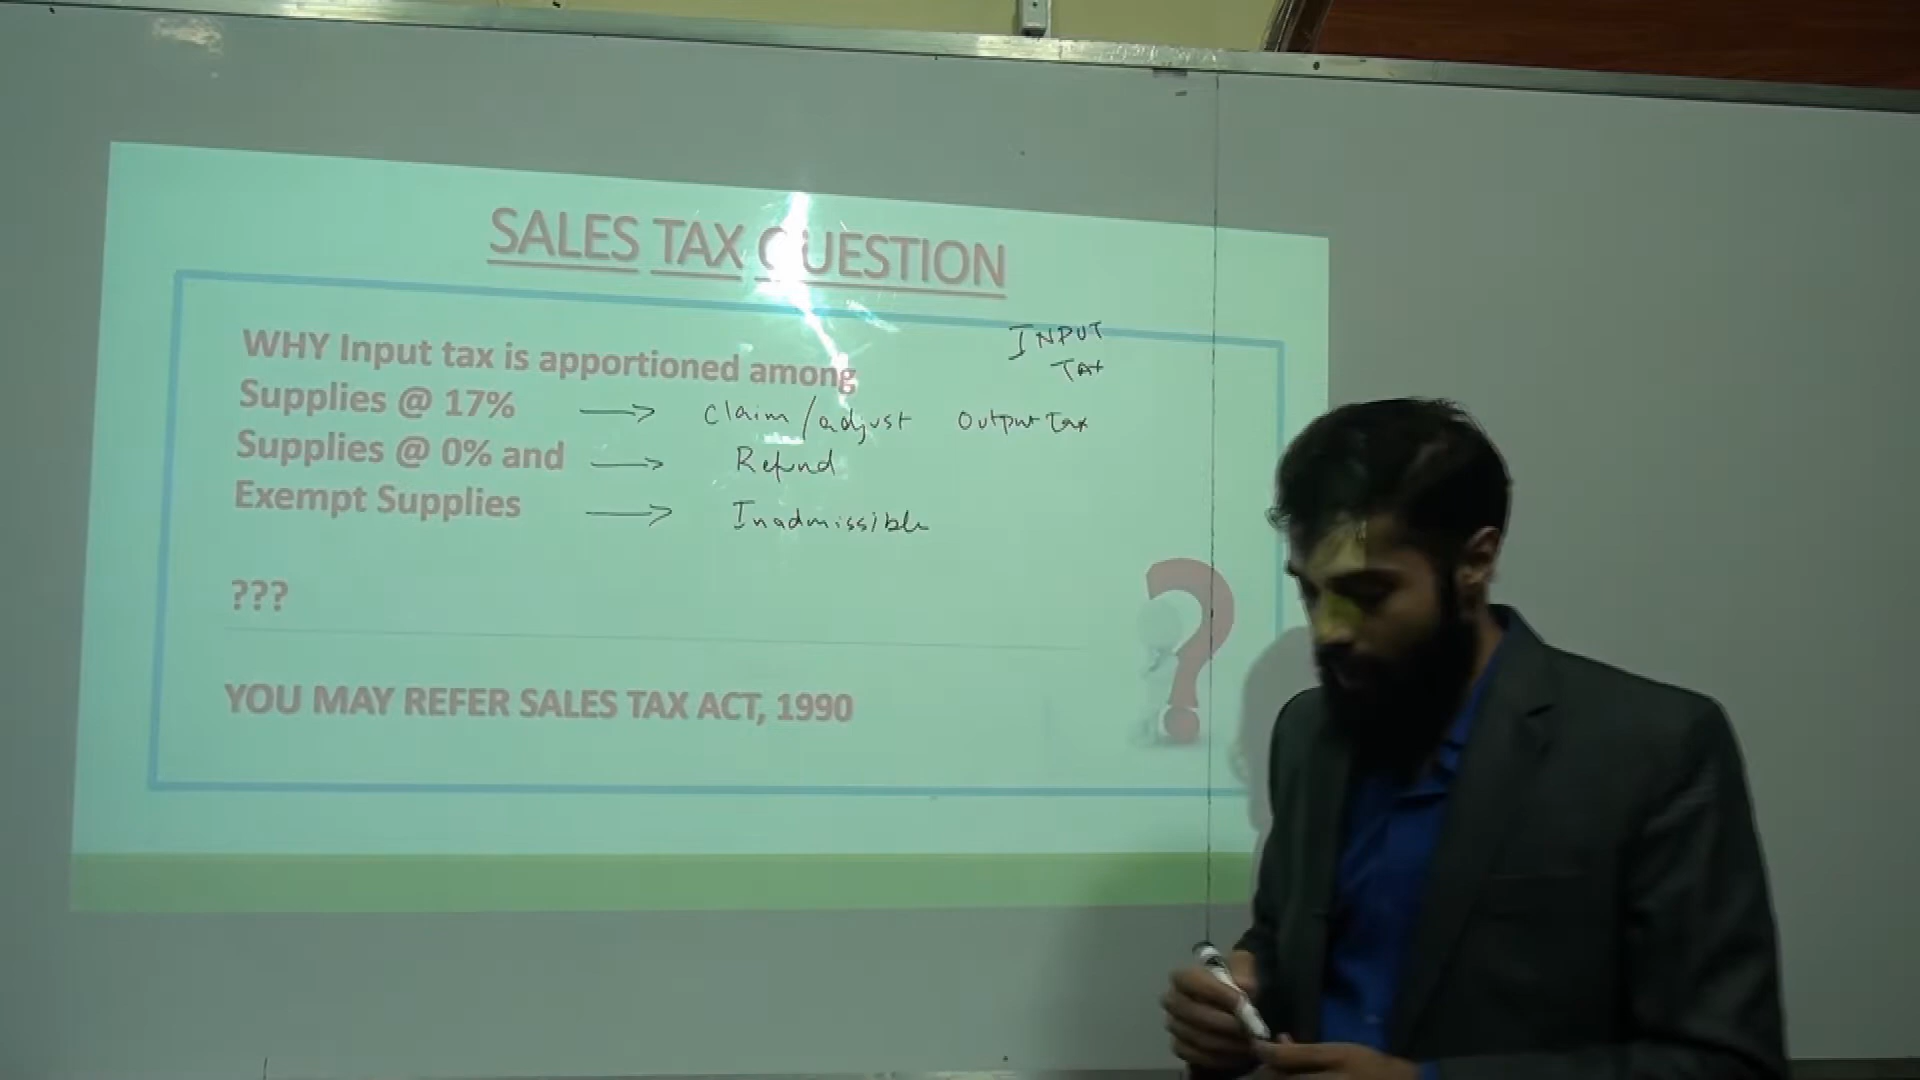 SALES TAX QUESTION
INPUT
TAX
WHY Input tax is apportioned among
Supplies @ 17% → Claim/adjust Output Tax
Supplies @ 0% and → Refund
Exempt Supplies → Inadmissible
???
YOU MAY REFER SALES TAX ACT, 1990
?